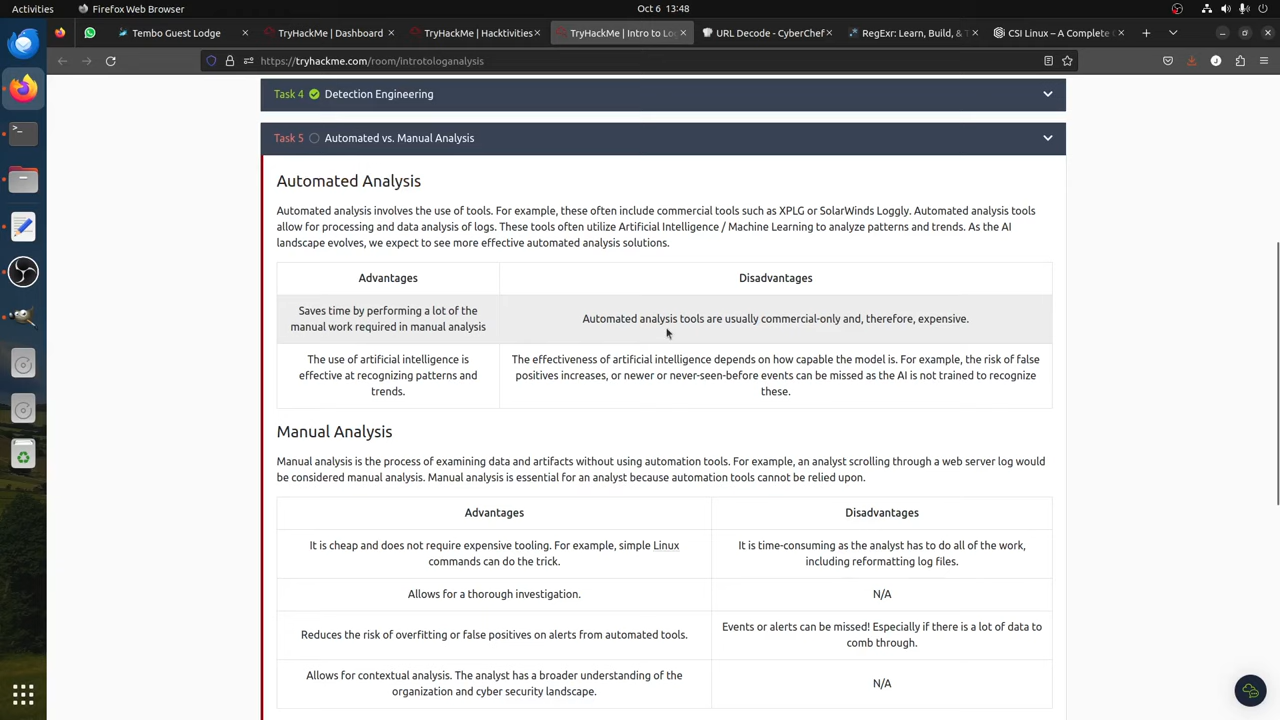 Activities
Firefox Web Browser
Oct 6 13:48
Tembo Guest Lodge
TryHackMe | Dashboard
TryHackMe | Hacktivities
TryHackMe | Intro to Lo
URL Decode - CyberChef
RegExr: Learn, Build, & T
CSI Linux – A Complete
https://tryhackme.com/room/introtologanalysis
Task 4 Detection Engineering
Task 5 Automated vs. Manual Analysis
Automated Analysis
Automated analysis involves the use of tools. For example, these often include commercial tools such as XPLG or SolarWinds Loggly. Automated analysis tools
allow for processing and data analysis of logs. These tools often utilize Artificial Intelligence / Machine Learning to analyze patterns and trends. As the AI
landscape evolves, we expect to see more effective automated analysis solutions.
Advantages
Disadvantages
Saves time by performing a lot of the
manual work required in manual analysis
Automated analysis tools are usually commercial-only and, therefore, expensive.
The use of artificial intelligence is
effective at recognizing patterns and
trends.
The effectiveness of artificial intelligence depends on how capable the model is. For example, the risk of false
positives increases, or newer or never-seen-before events can be missed as the AI is not trained to recognize
these.
Manual Analysis
Manual analysis is the process of examining data and artifacts without using automation tools. For example, an analyst scrolling through a web server log would
be considered manual analysis. Manual analysis is essential for an analyst because automation tools cannot be relied upon.
Advantages
Disadvantages
It is cheap and does not require expensive tooling. For example, simple Linux
commands can do the trick.
It is time-consuming as the analyst has to do all of the work,
including reformatting log files.
Allows for a thorough investigation.
N/A
Reduces the risk of overfitting or false positives on alerts from automated tools.
Events or alerts can be missed! Especially if there is a lot of data to
comb through.
Allows for contextual analysis. The analyst has a broader understanding of the
organization and cyber security landscape.
N/A